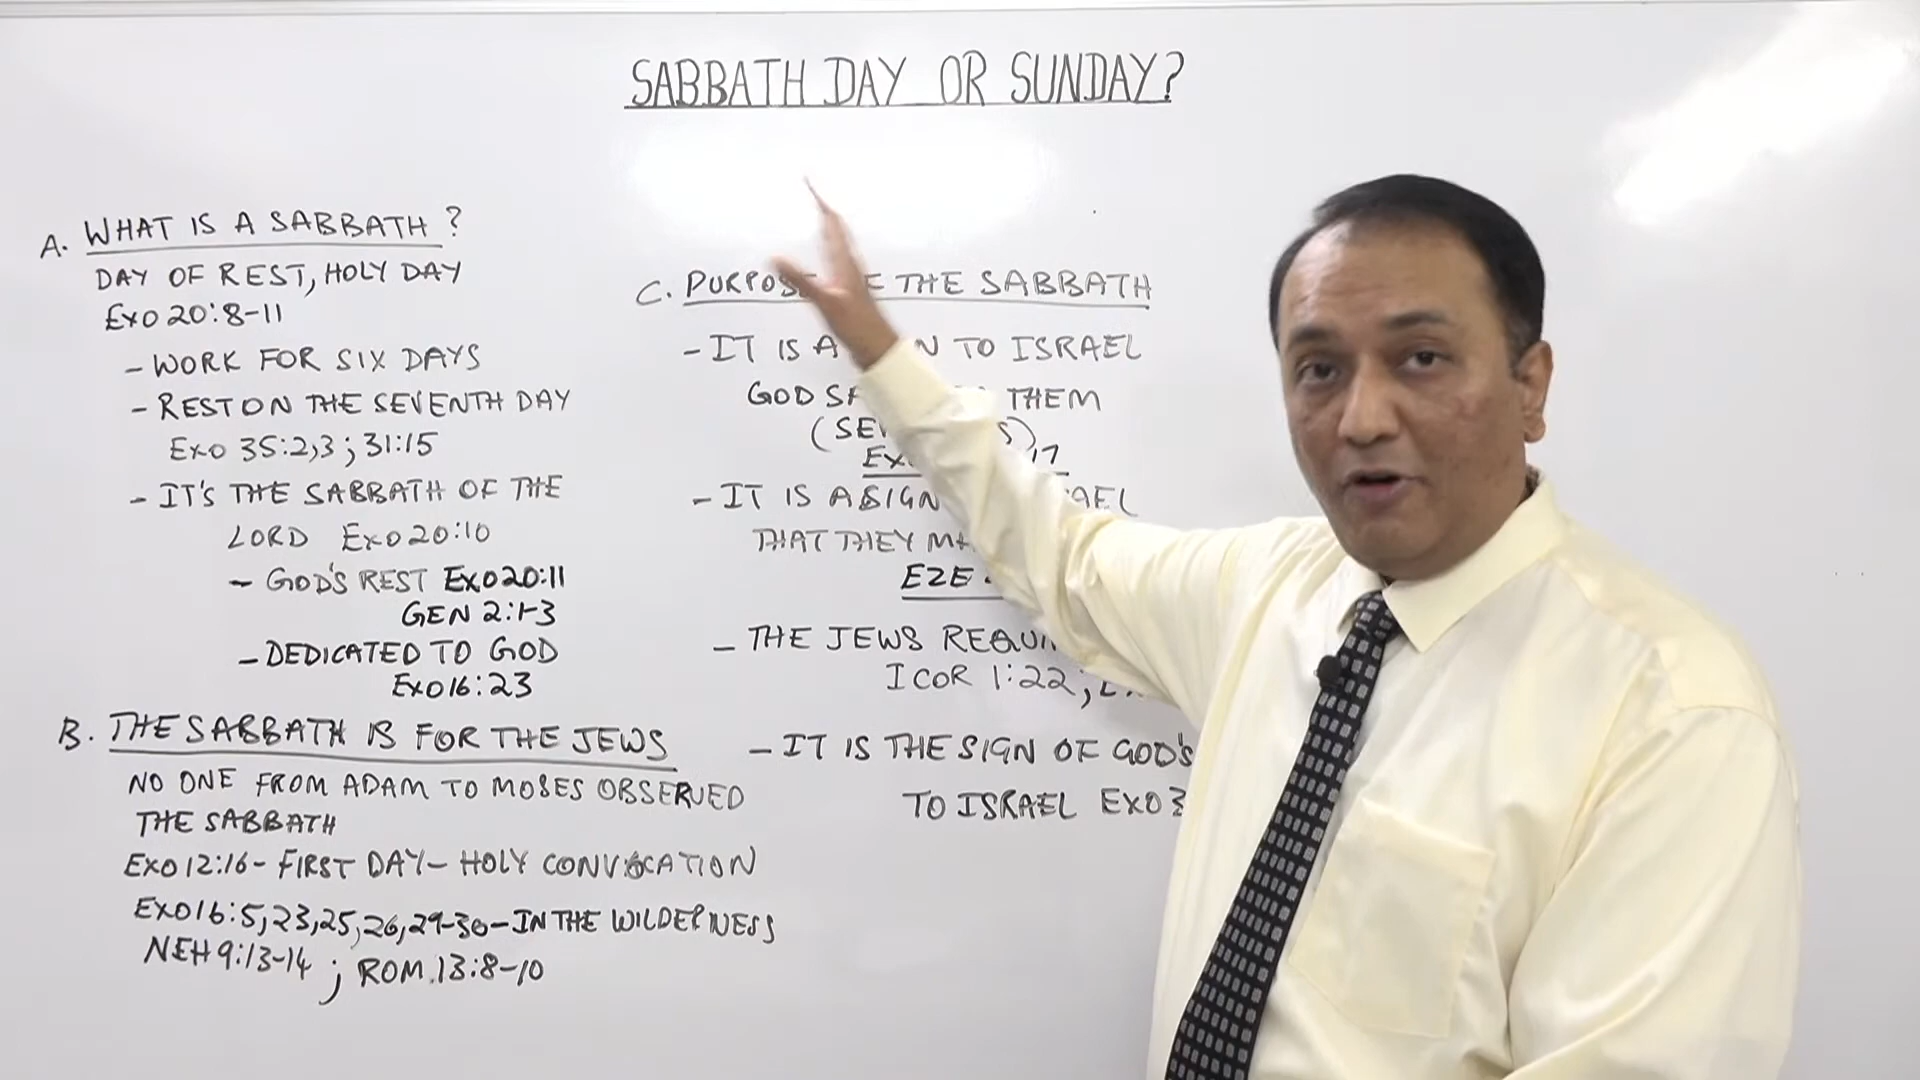 SABBATH DAY OR SUNDAY?
A. WHAT IS A SABBATH?
DAY OF REST, HOLY DAY
EXO 20:8-11
- WORK FOR SIX DAYS
- REST ON THE SEVENTH DAY
EXO 35:2,3; 31:15
- IT'S THE SABBATH OF THE
LORD EXO 20:10
- GOD'S REST EXO 20:11
GEN 2:1-3
- DEDICATED TO GOD
EXO 16:23
B. THE SABBATH IS FOR THE JEWS
NO ONE FROM ADAM TO MOSES OBSERVED
THE SABBATH
EXO 12:16 - FIRST DAY - HOLY CONVOCATION
EXO 16:5,23,25,26,29-30 - IN THE WILDERNESS
NEH 9:13-14; ROM.13:8-10
C. THE SABBATH
- IT IS A TO ISRAEL
GOD THEM
17
- IT IS A SIGN
THAT THEY
EZE
- THE JEWS
I COR 1:22;
- IT IS THE SIGN OF GOD'S
TO ISRAEL EXO